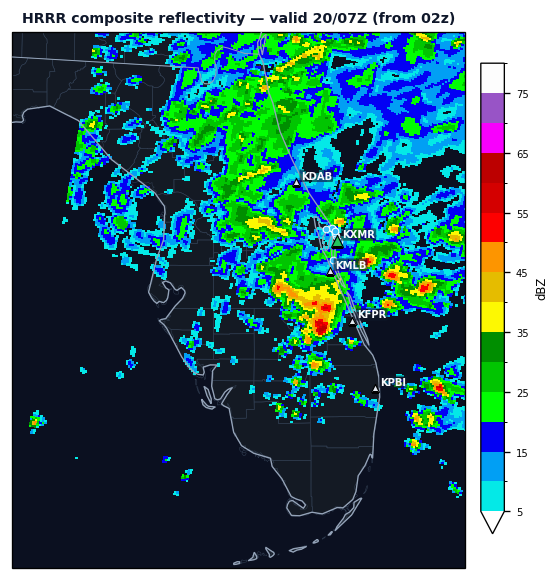 HRRR composite reflectivity — valid 20/07Z (from 02z)
KDAB
KXMR
KMLB
KFPR
KPBI
75
65
55
45
35
25
15
5
dBZ